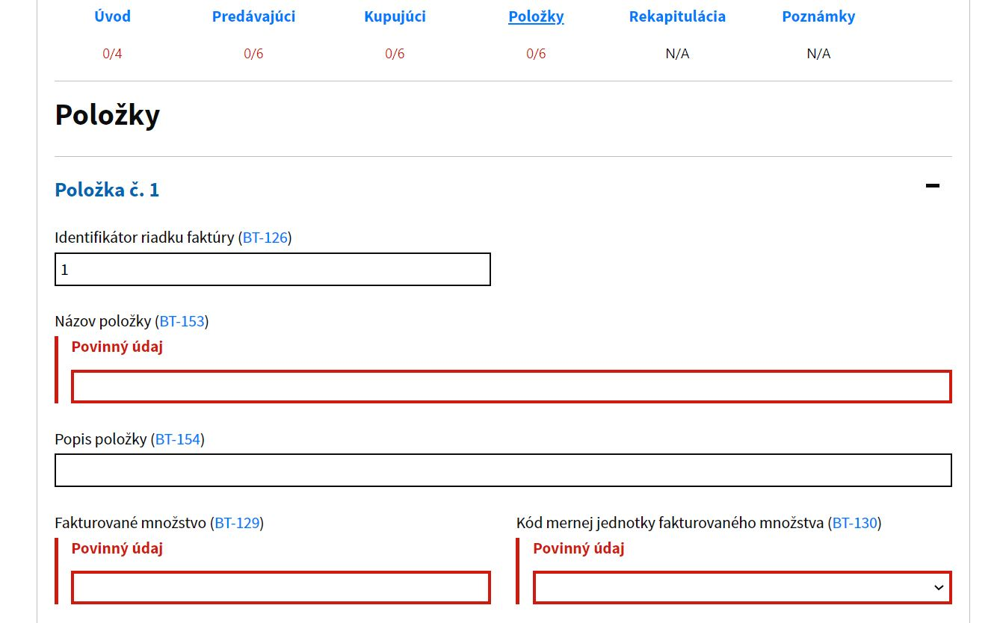 Úvod Predávajúci Kupujúci Položky Rekapitulácia Poznámky
0/4 0/6 0/6 0/6 N/A N/A
Položky
Položka č. 1
Identifikátor riadku faktúry (BT-126)
1
Názov položky (BT-153)
Povinný údaj
Popis položky (BT-154)
Fakturované množstvo (BT-129) Kód mernej jednotky fakturovaného množstva (BT-130)
Povinný údaj Povinný údaj